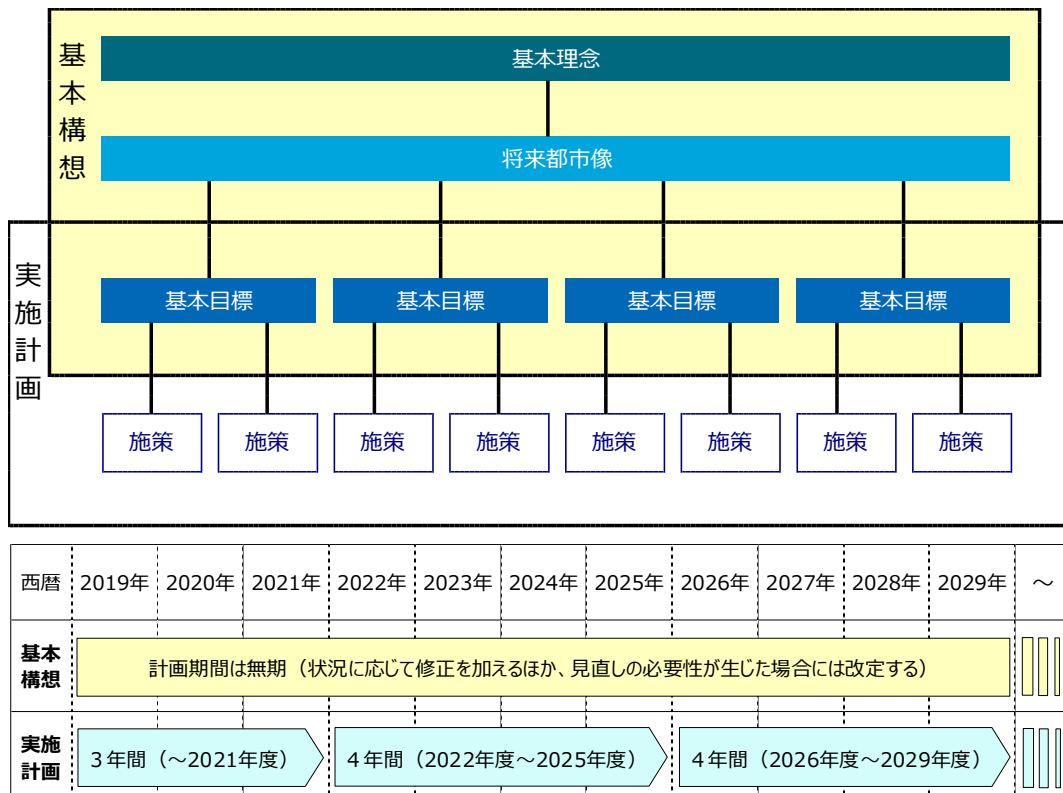 基本構想
基本理念
将来都市像
実施計画
基本目標 基本目標 基本目標 基本目標
施策 施策 施策 施策 施策 施策 施策 施策
西暦 2019年 2020年 2021年 2022年 2023年 2024年 2025年 2026年 2027年 2028年 2029年 ～
基本
構想
計画期間は無期（状況に応じて修正を加えるほか、見直しの必要性が生じた場合には改定する）
実施
計画
３年間（～2021年度） ４年間（2022年度～2025年度） ４年間（2026年度～2029年度）